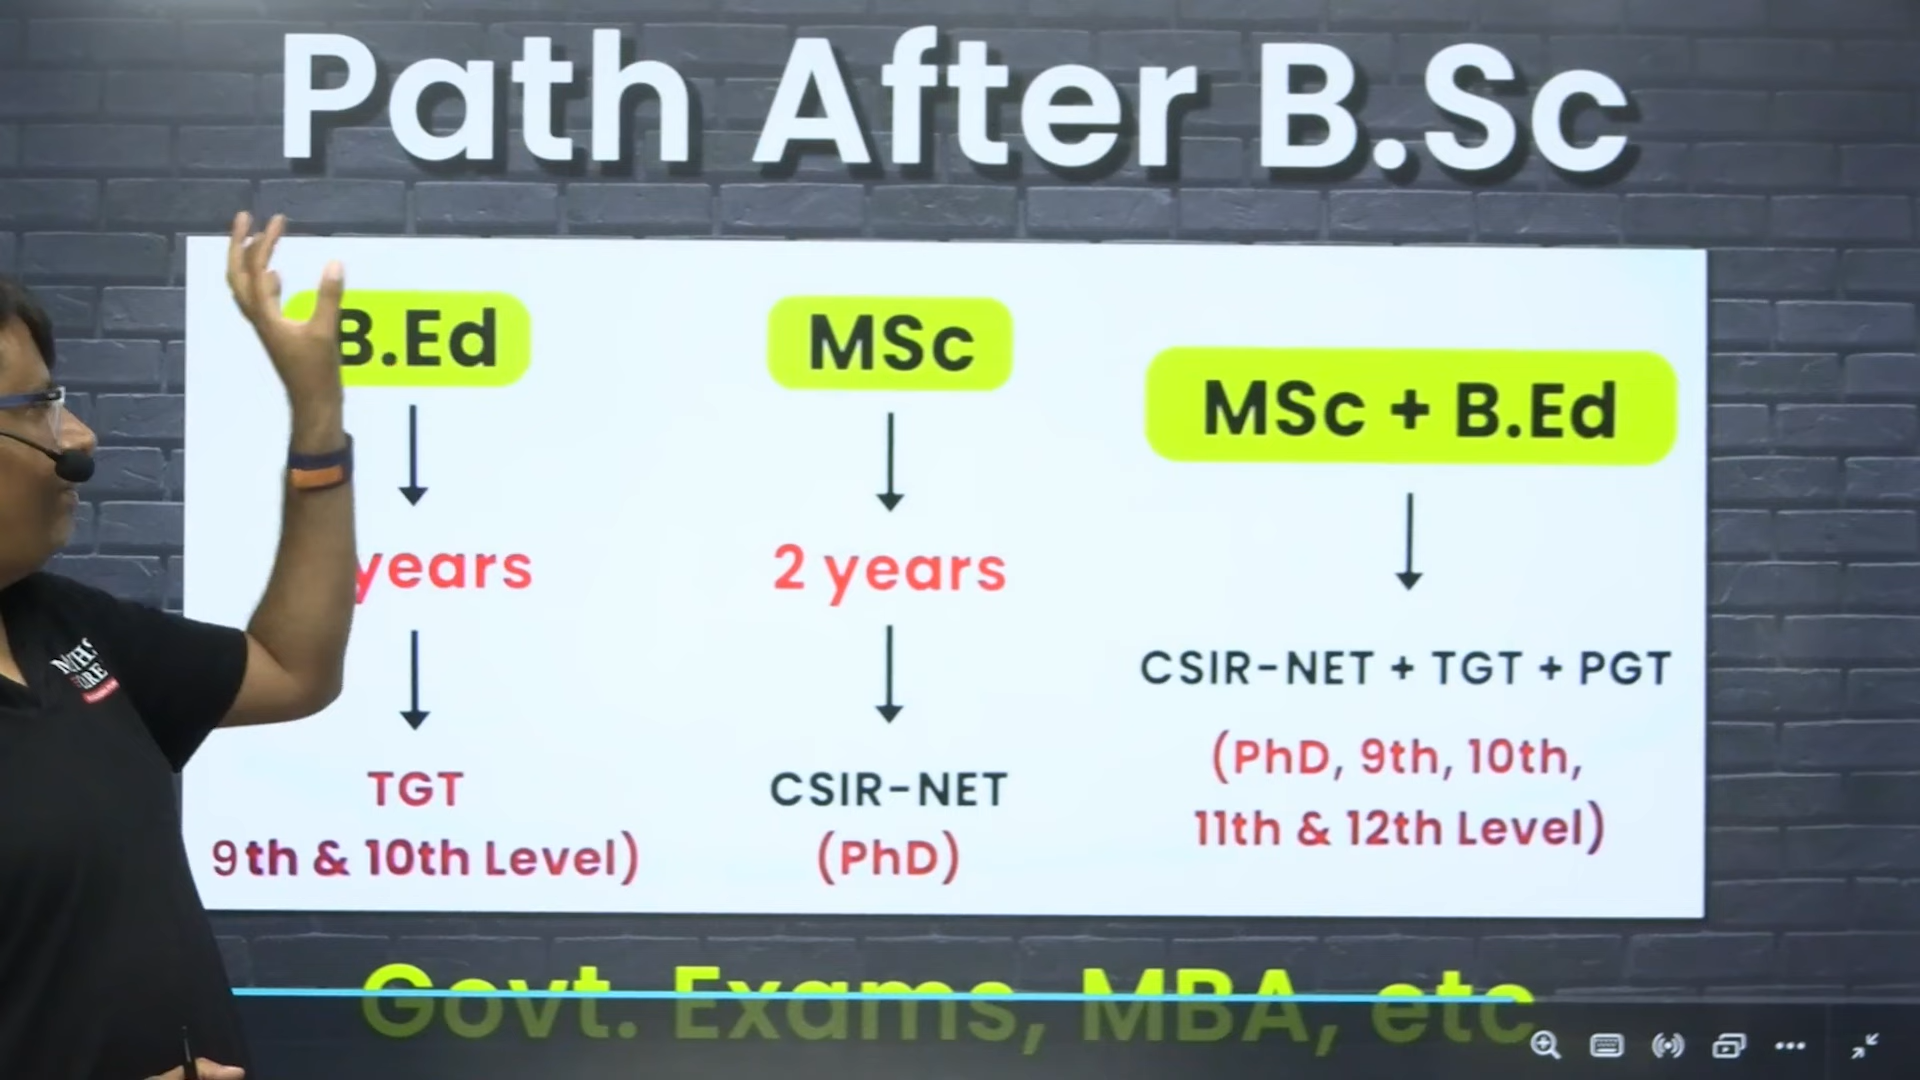 Path After B.Sc
B.Ed
MSc
MSc + B.Ed
years
2 years
CSIR-NET + TGT + PGT
(PhD, 9th, 10th,
11th & 12th Level)
TGT
9th & 10th Level)
CSIR-NET
(PhD)
Govt. Exams, MBA, etc